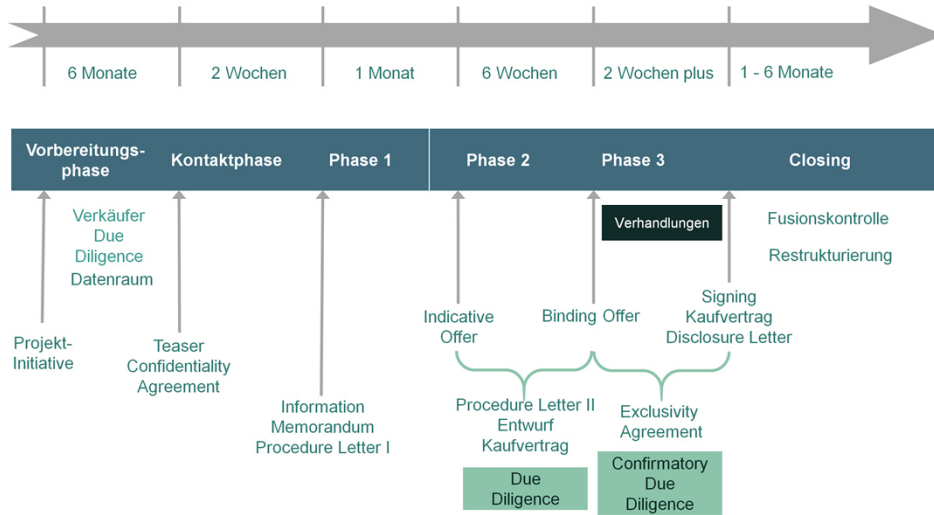 6 Monate
2 Wochen
1 Monat
6 Wochen
2 Wochen plus
1 - 6 Monate
Vorbereitungs-
phase
Kontaktphase
Phase 1
Phase 2
Phase 3
Closing
Verkäufer
Due
Diligence
Datenraum
Verhandlungen
Fusionskontrolle
Restrukturierung
Projekt-
Initiative
Teaser
Confidentiality
Agreement
Information
Memorandum
Procedure Letter I
Indicative
Offer
Binding Offer
Signing
Kaufvertrag
Disclosure Letter
Procedure Letter II
Entwurf
Kaufvertrag
Exclusivity
Agreement
Due
Diligence
Confirmatory
Due
Diligence